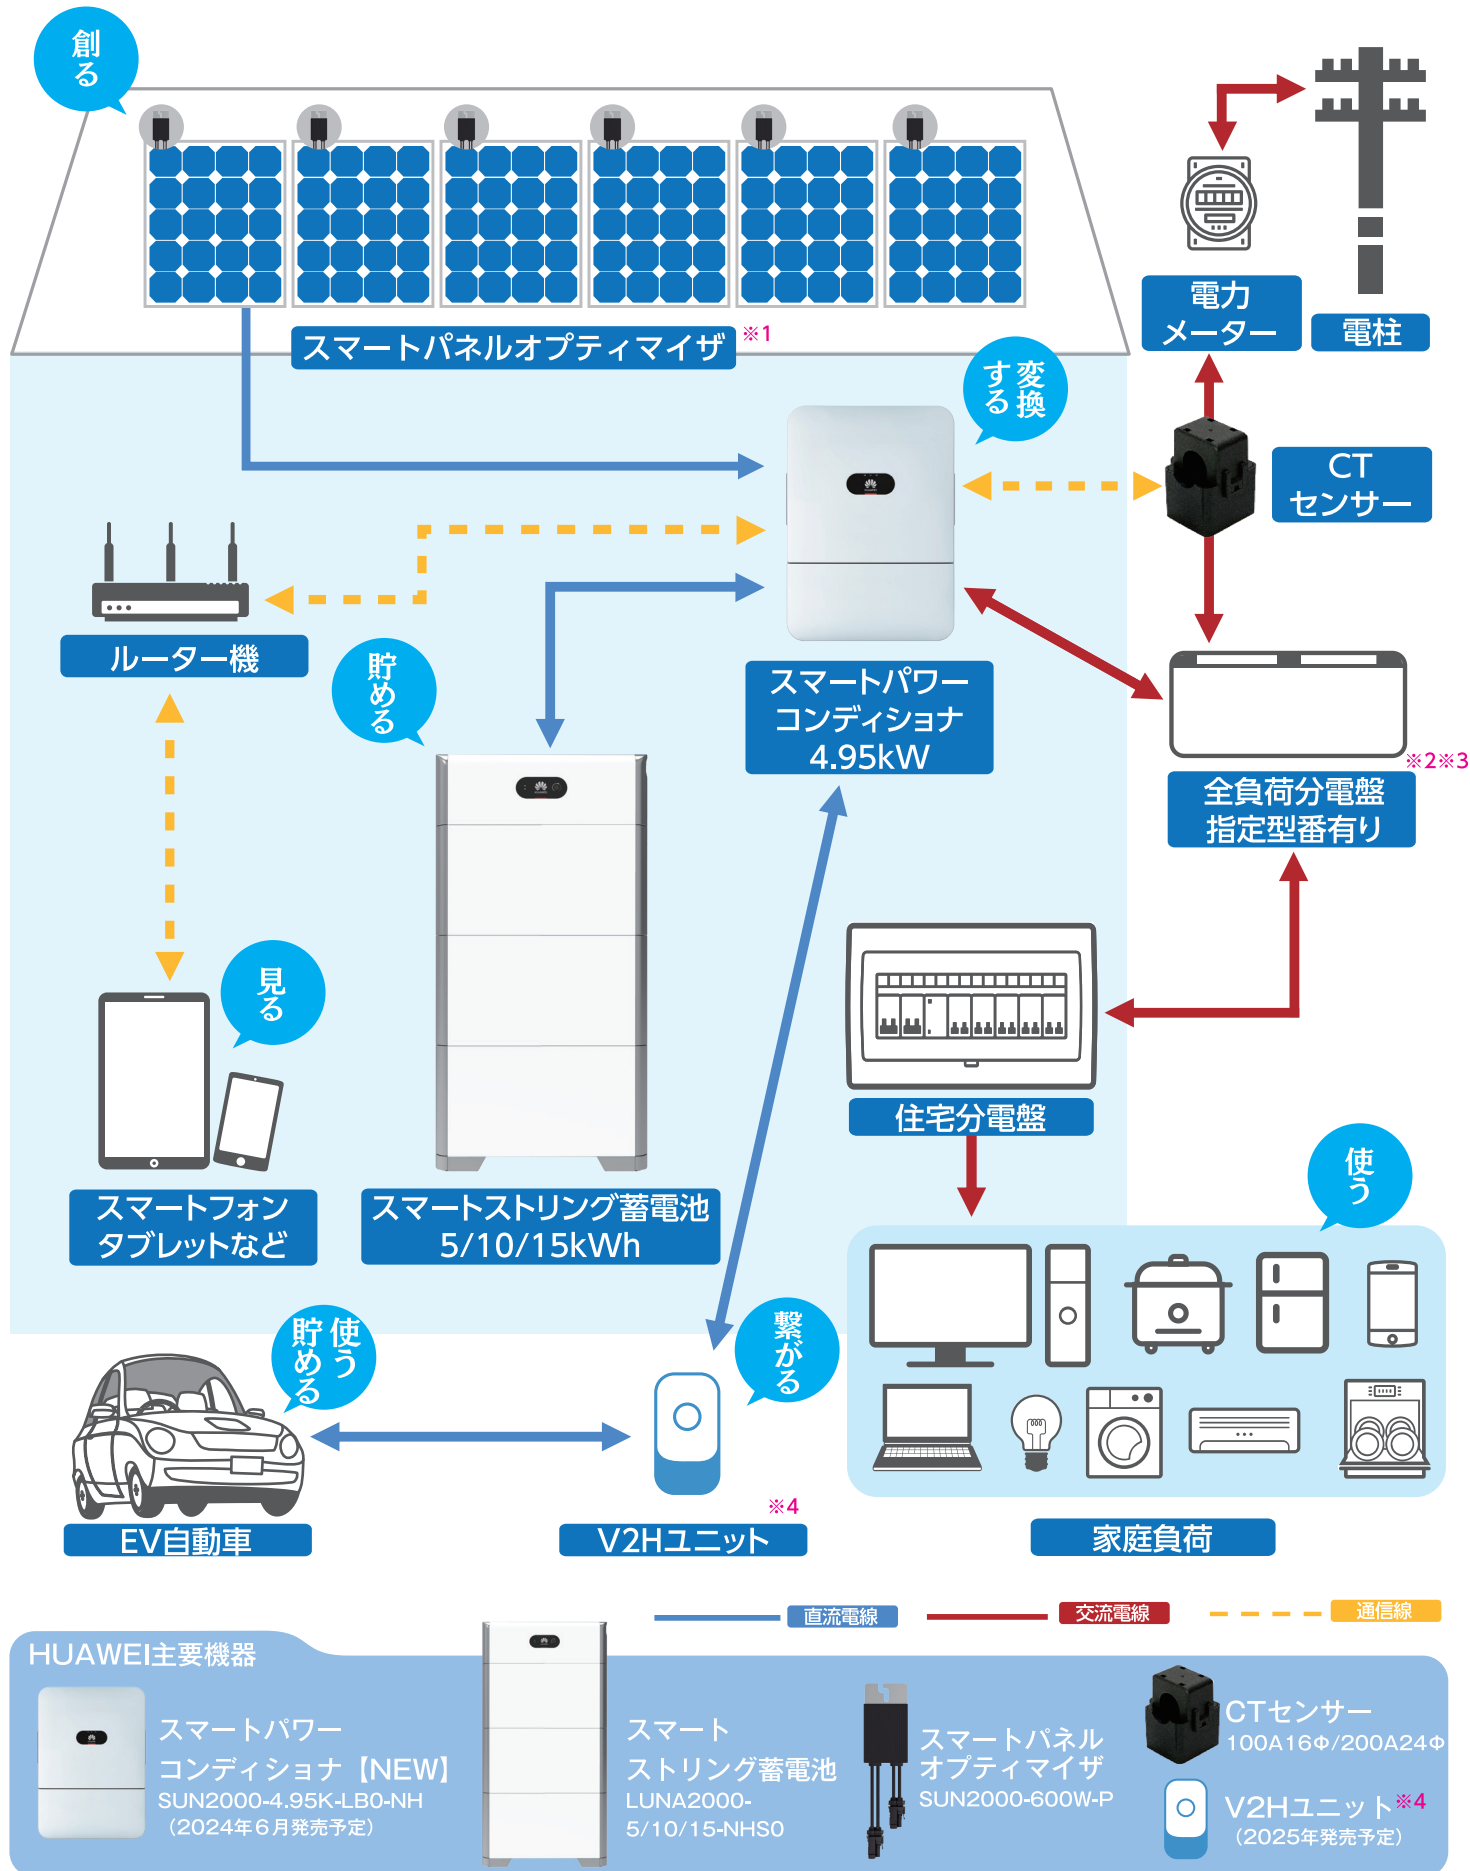 創る
スマートパネルオプティマイザ ※1
電力
メーター
電柱
変換
する
CT
センサー
ルーター機
貯める
スマートパワー
コンディショナ
4.95kW
※2※3
全負荷分電盤
指定型番有り
見る
住宅分電盤
スマートフォン
タブレットなど
スマートストリング蓄電池
5/10/15kWh
使う
使う
貯める
繋がる
EV自動車
※4
V2Hユニット
家庭負荷
直流電線
交流電線
通信線
HUAWEI主要機器
スマートパワー
コンディショナ【NEW】
SUN2000-4.95K-LB0-NH
（2024年6月発売予定）
スマート
ストリング蓄電池
LUNA2000-
5/10/15-NHS0
スマートパネル
オプティマイザ
SUN2000-600W-P
CTセンサー
100A16Φ/200A24Φ
V2Hユニット※4
（2025年発売予定）